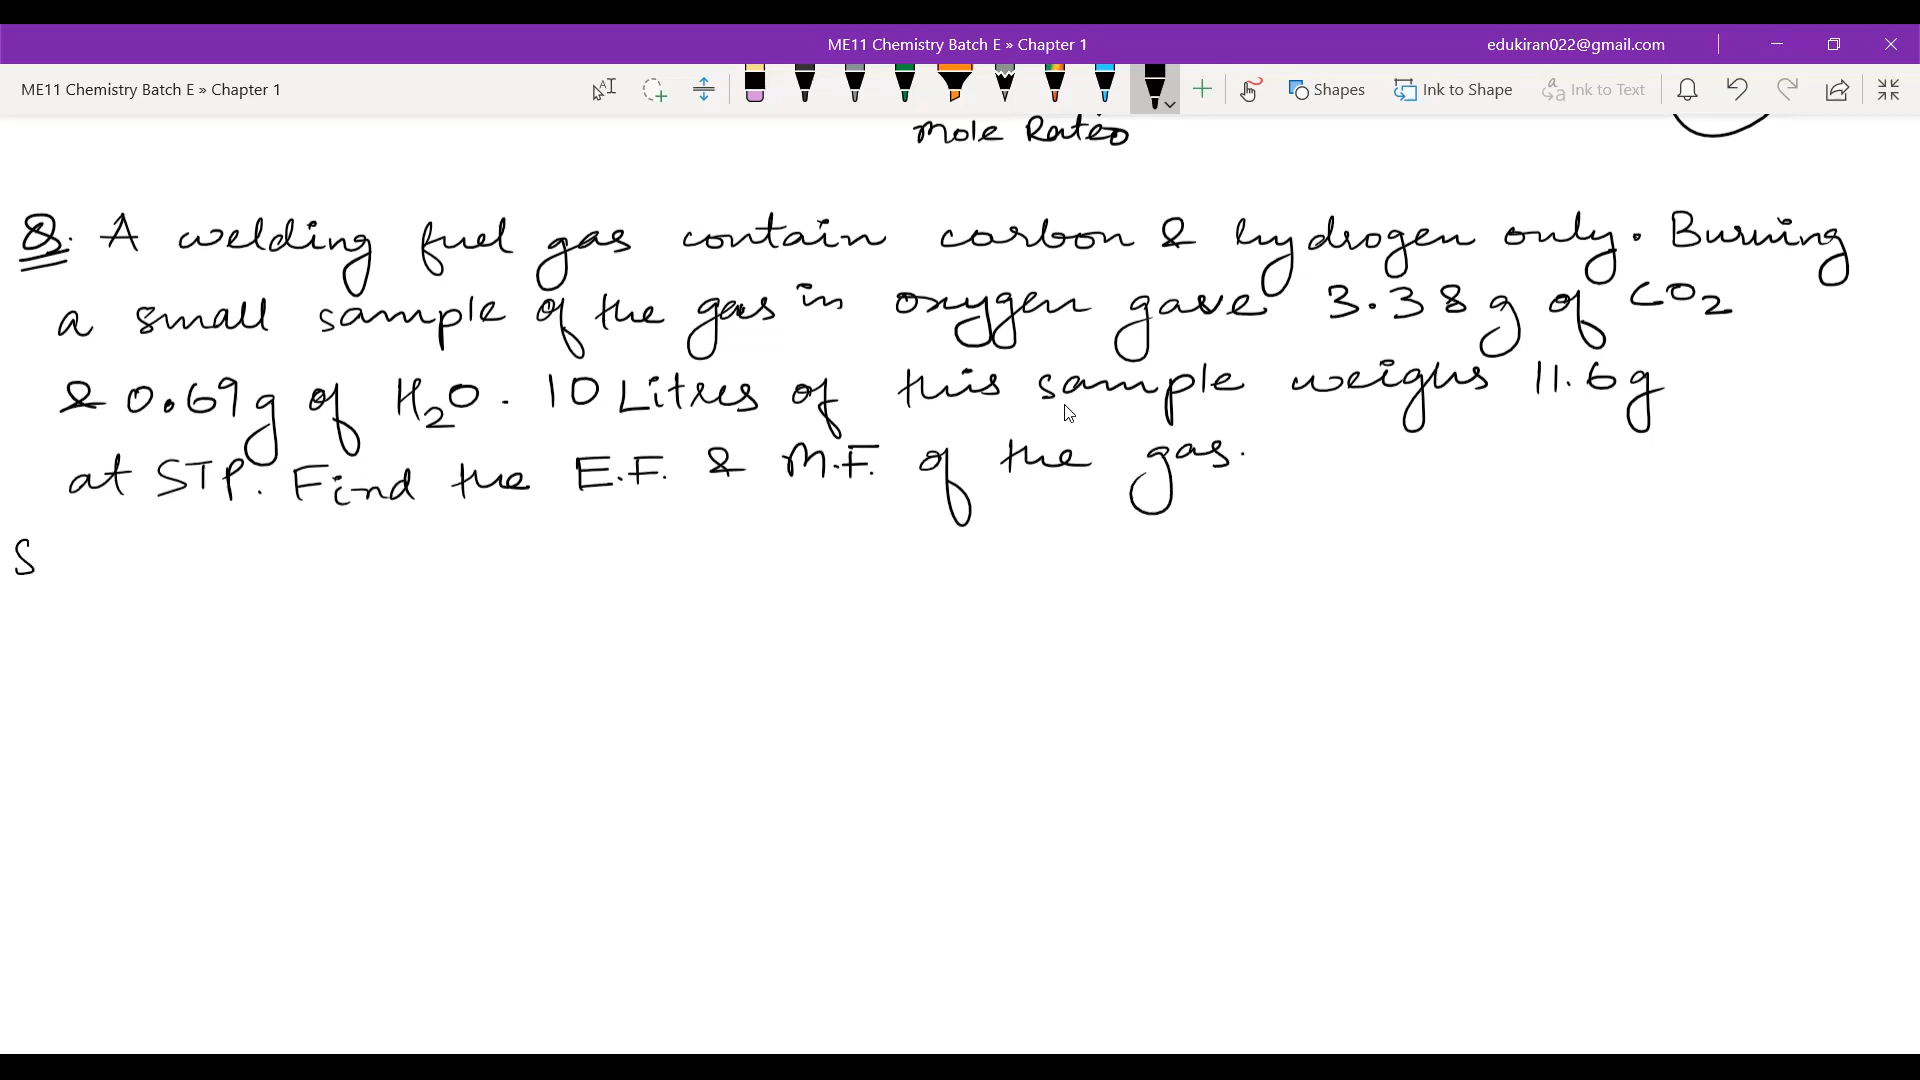 ME11 Chemistry Batch E » Chapter 1 edukiran022@gmail.com
ME11 Chemistry Batch E » Chapter 1 Shapes Ink to Shape Ink to Text
Mole Ratio
Q. A welding fuel gas contain carbon & hydrogen only. Burning
a small sample of the gas in oxygen gave 3.38g of CO2
& 0.69g of H2O. 10 Litres of this sample weighs 11.6g
at STP. Find the E.F. & M.F. of the gas.
S